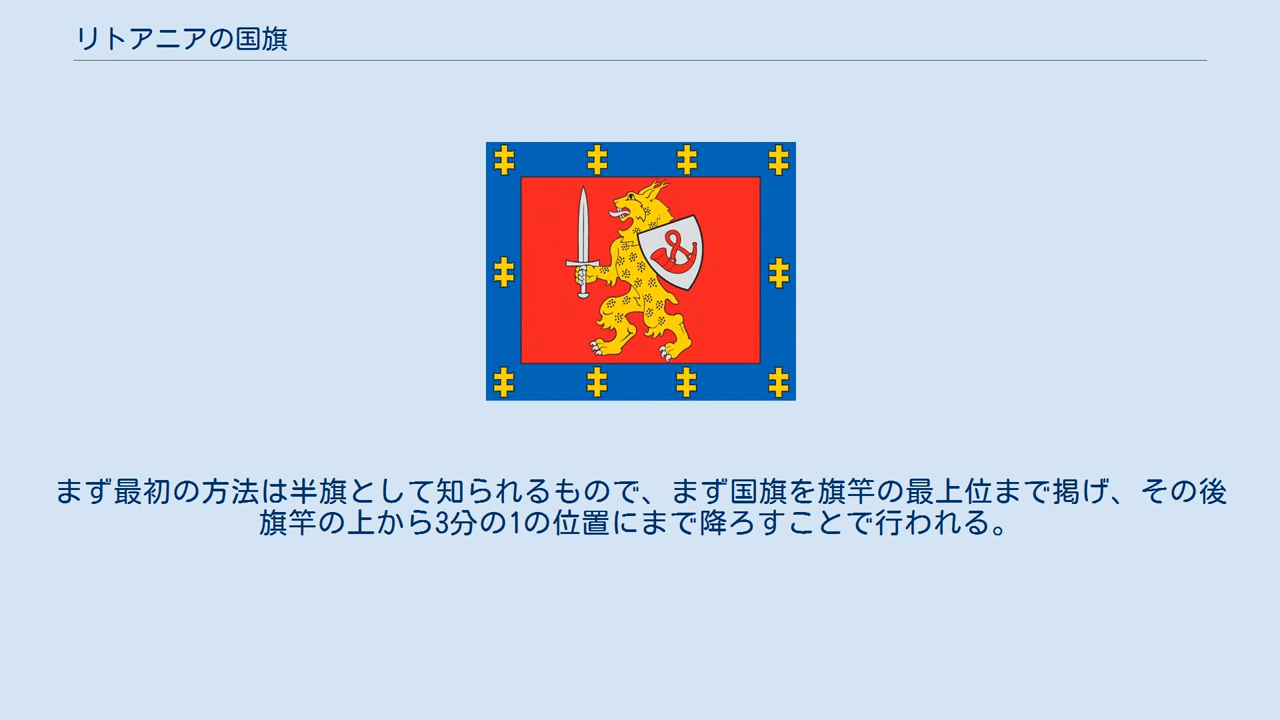 リトアニアの国旗
まず最初の方法は半旗として知られるもので、まず国旗を旗竿の最上位まで掲げ、その後
旗竿の上から3分の1の位置にまで降ろすことで行われる。